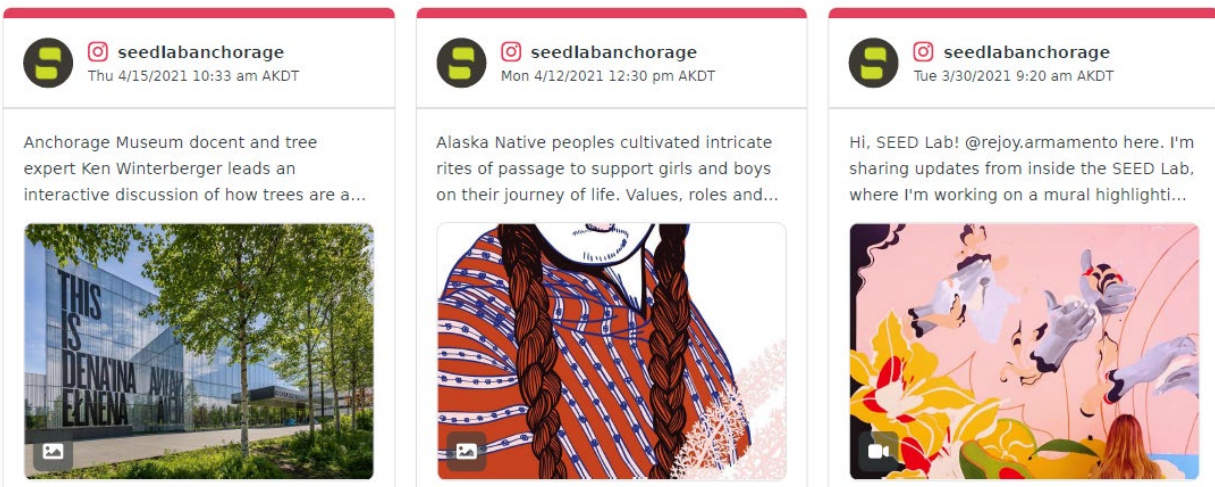 seedlabanchorage
Thu 4/15/2021 10:33 am AKDT
Anchorage Museum docent and tree
expert Ken Winterberger leads an
interactive discussion of how trees are a...
THIS
IS
DENA'INA
EŁNENA
seedlabanchorage
Mon 4/12/2021 12:30 pm AKDT
Alaska Native peoples cultivated intricate
rites of passage to support girls and boys
on their journey of life. Values, roles and...
seedlabanchorage
Tue 3/30/2021 9:20 am AKDT
Hi, SEED Lab! @rejoy.armamento here. I'm
sharing updates from inside the SEED Lab,
where I'm working on a mural highlighti...